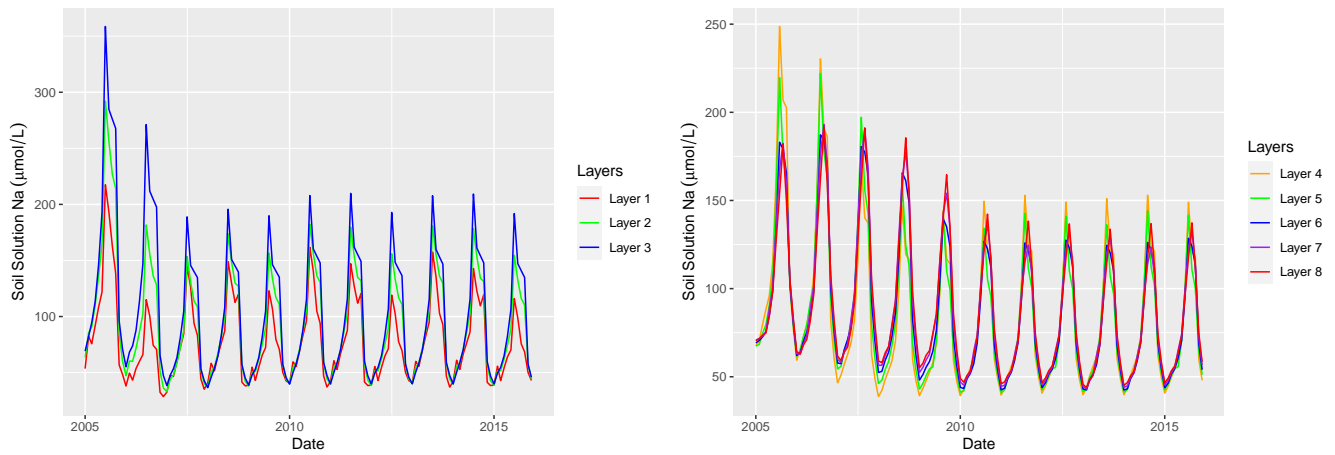 Soil Solution Na (μmol/L)
300
200
100
2005
2010
2015
Date
Layers
Layer 1
Layer 2
Layer 3
Soil Solution Na (μmol/L)
250
200
150
100
50
2005
2010
2015
Date
Layers
Layer 4
Layer 5
Layer 6
Layer 7
Layer 8